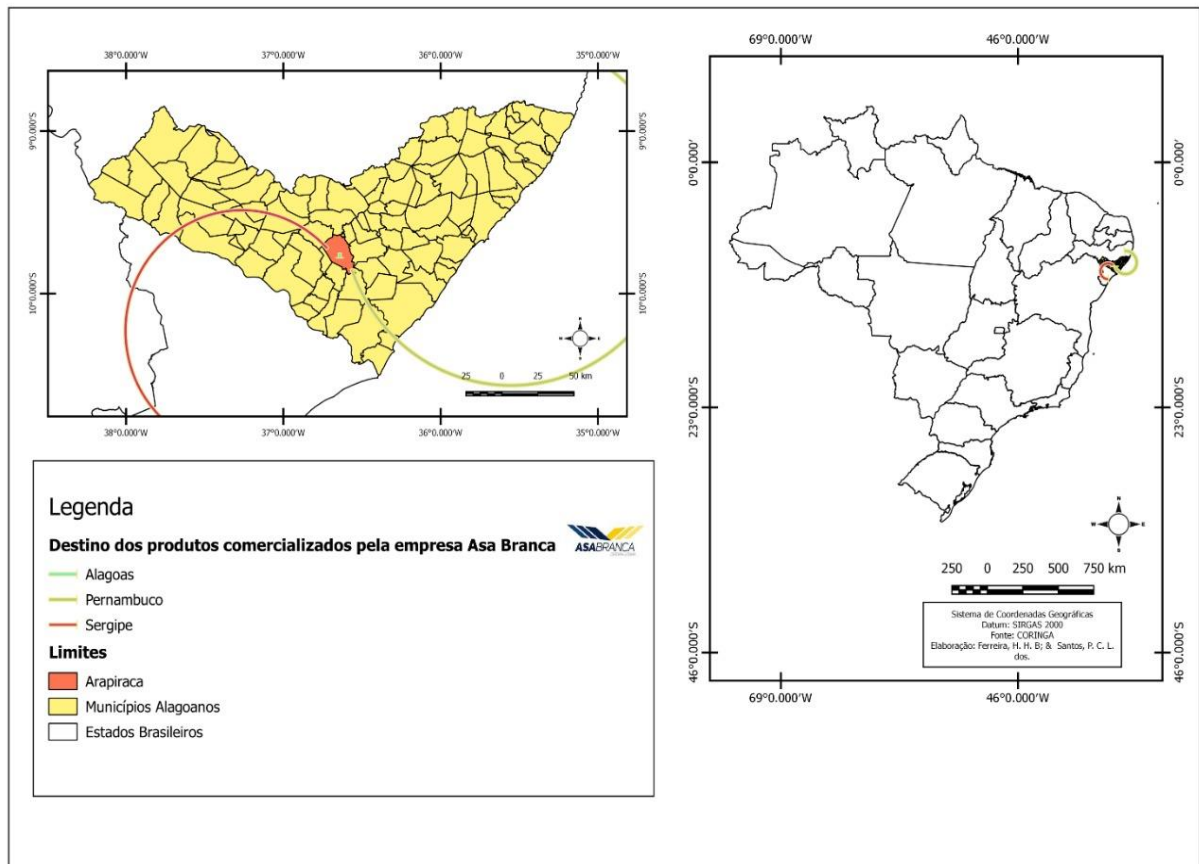 38°0.000'W 37°0.000'W 36°0.000'W 35°0.000'W
9°0.000'S
9°0.000'S
10°0.000'S
10°0.000'S
25 0 25 50 km
38°0.000'W 37°0.000'W 36°0.000'W 35°0.000'W
Legenda
Destino dos produtos comercializados pela empresa Asa Branca
ASABRANCA
Alagoas
Pernambuco
Sergipe
Limites
Arapiraca
Municípios Alagoanos
Estados Brasileiros
69°0.000'W 46°0.000'W
0°0.000'
0°0.000'
23°0.000'S
23°0.000'S
46°0.000'S
46°0.000'S
N
W E
S
250 0 250 500 750 km
Sistema de Coordenadas Geográficas
Datum: SIRGAS 2000
Fonte: CORINGA
Elaboração: Ferreira, H. H. B; & Santos, P. C. L.
dos.
69°0.000'W 46°0.000'W